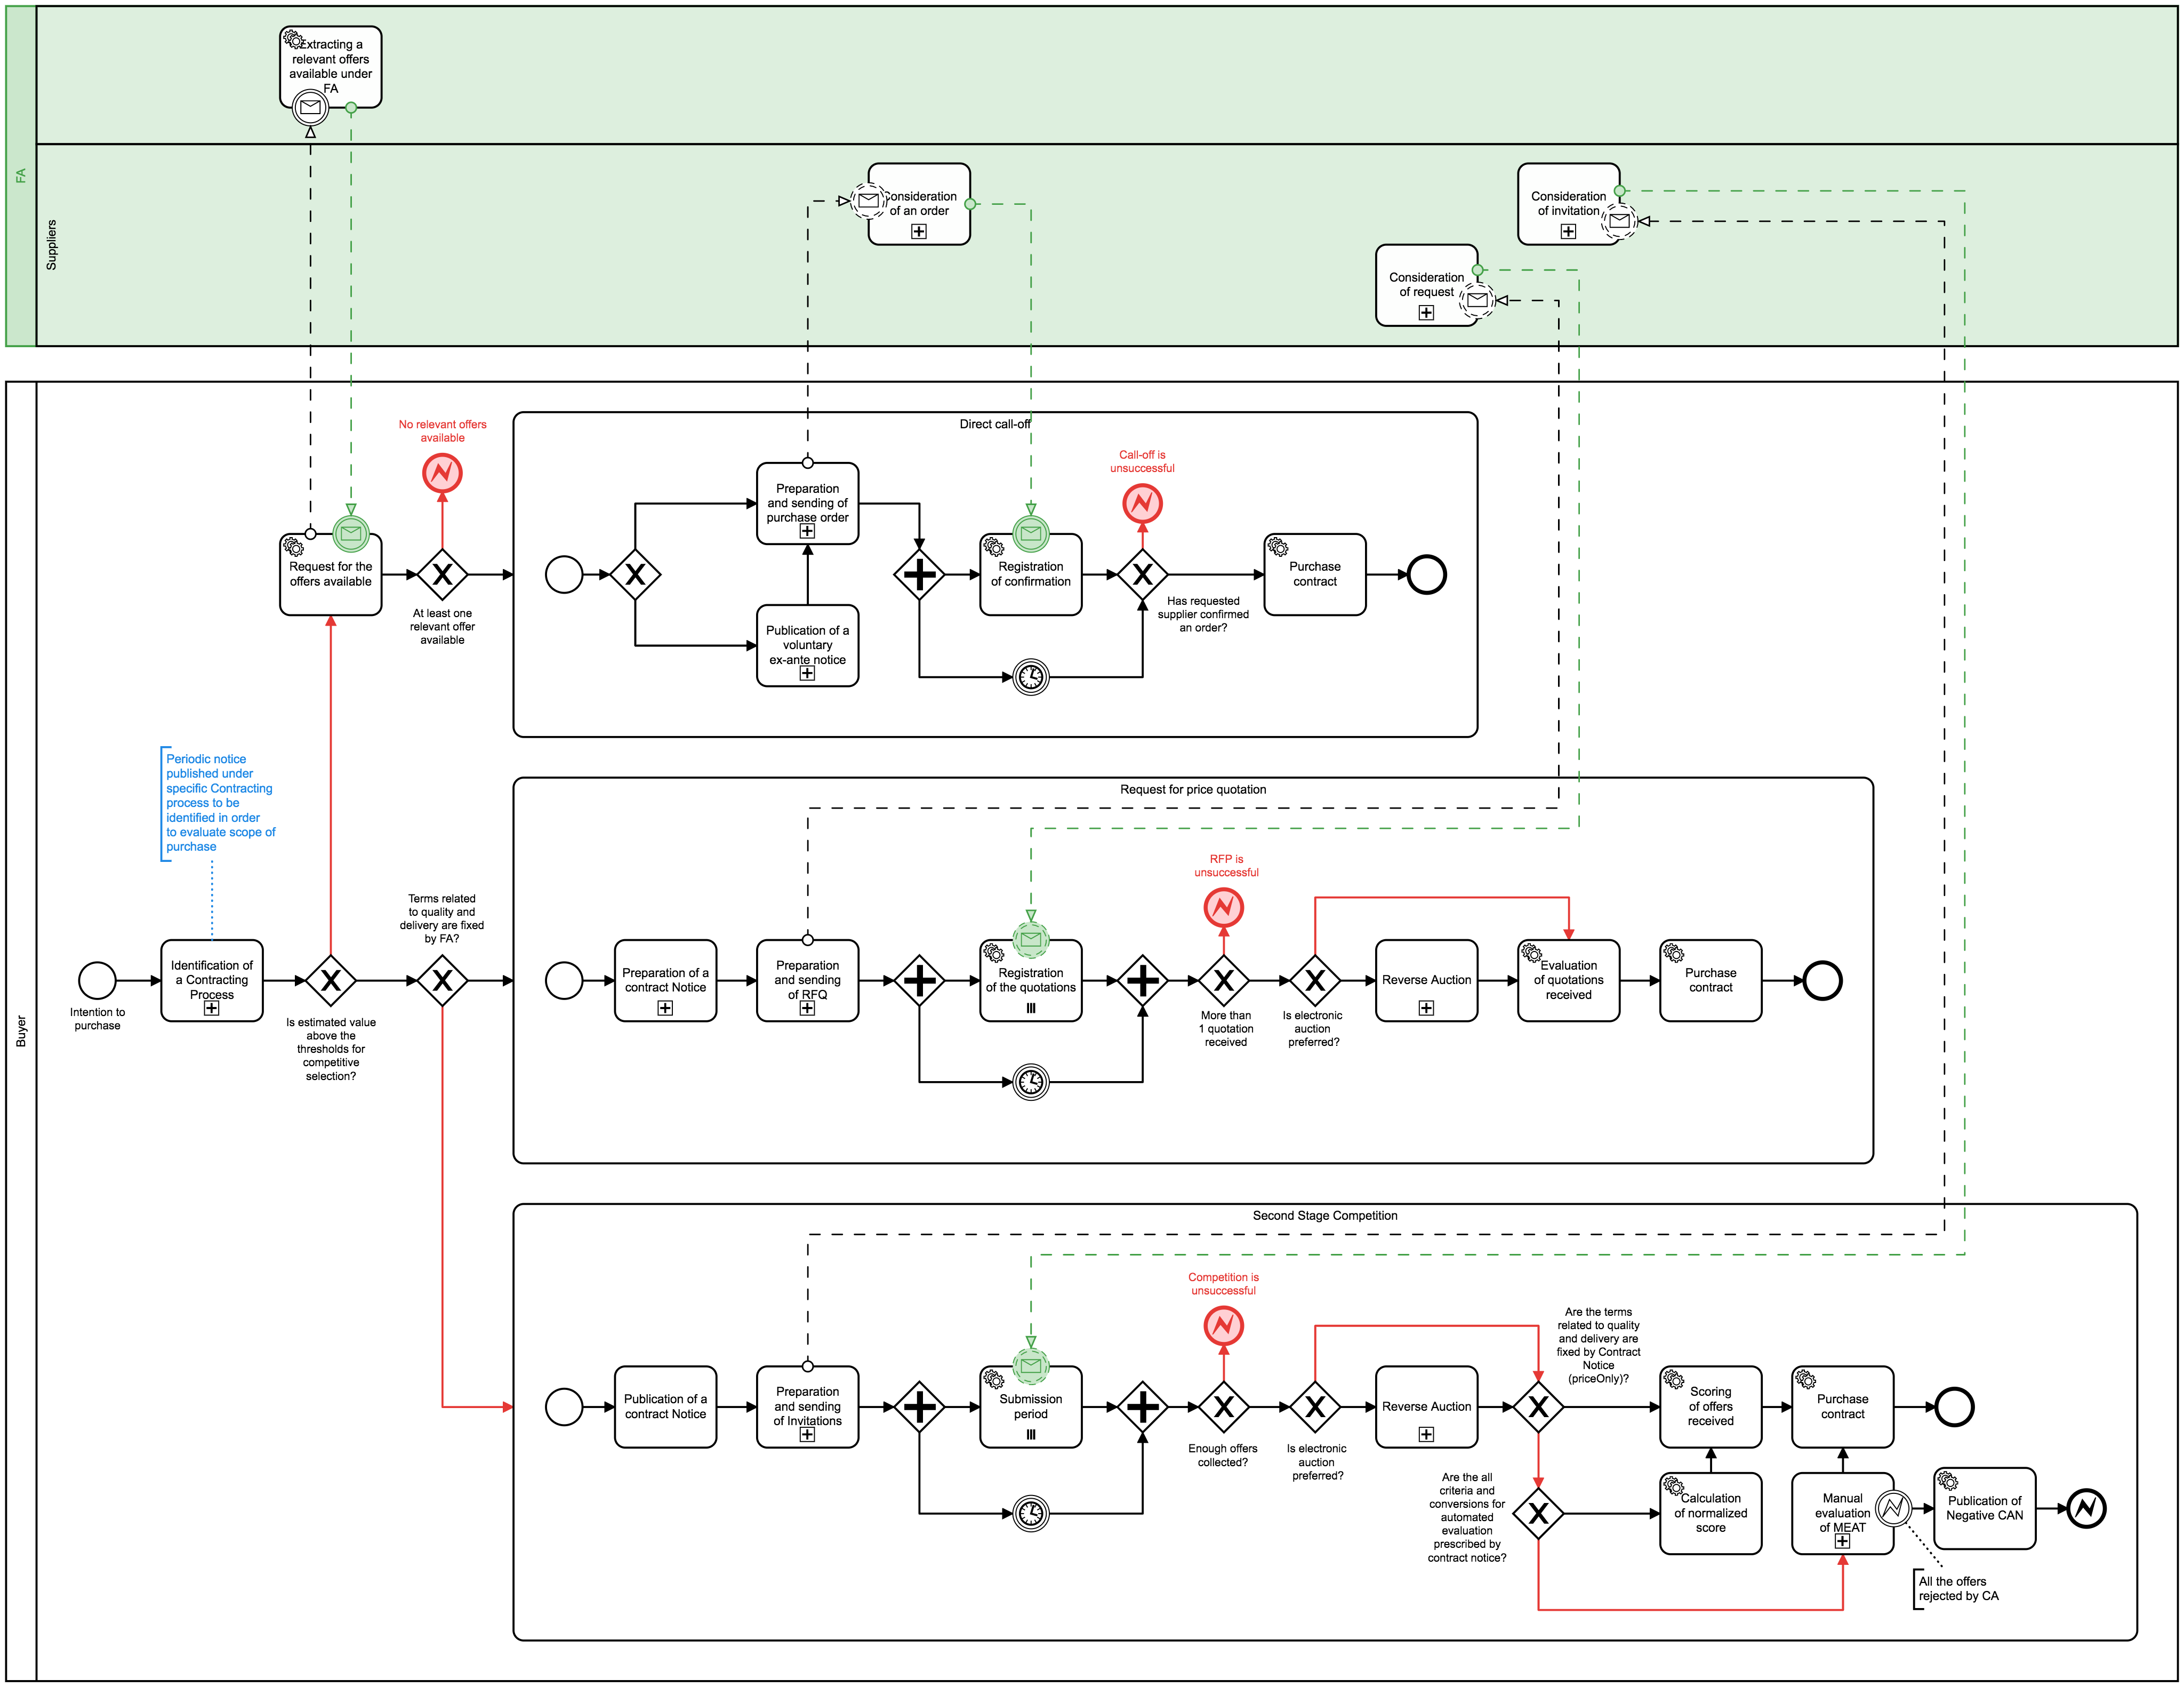 FA
Extracting a
relevant offers
available under
FA
Suppliers
Consideration
of an order
Consideration
of invitation
Consideration
of request
Buyer
Direct call-off
No relevant offers
available
Call-off is
unsuccessful
Preparation
and sending of
purchase order
Request for the
offers available
Registration
of confirmation
Purchase
contract
At least one
relevant offer
available
Has requested
supplier confirmed
an order?
Publication of a
voluntary
ex-ante notice
Periodic notice
published under
specific Contracting
process to be
identified in order
to evaluate scope of
purchase
Request for price quotation
RFP is
unsuccessful
Terms related
to quality and
delivery are fixed
by FA?
Identification of
a Contracting
Process
Preparation of a
contract Notice
Preparation
and sending
of RFQ
Registration
of the quotations
Reverse Auction
Evaluation
of quotations
received
Purchase
contract
Intention to
purchase
Is estimated value
above the
thresholds for
competitive
selection?
More than
1 quotation
received
Is electronic
auction
preferred?
Second Stage Competition
Competition is
unsuccessful
Are the terms
related to quality
and delivery are
fixed by Contract
Notice
(priceOnly)?
Publication of a
contract Notice
Preparation
and sending
of Invitations
Submission
period
Reverse Auction
Scoring
of offers
received
Purchase
contract
Enough offers
collected?
Is electronic
auction
preferred?
Are the all
criteria and
conversions for
automated
evaluation
prescribed by
contract notice?
Calculation
of normalized
score
Manual
evaluation
of MEAT
Publication of
Negative CAN
All the offers
rejected by CA